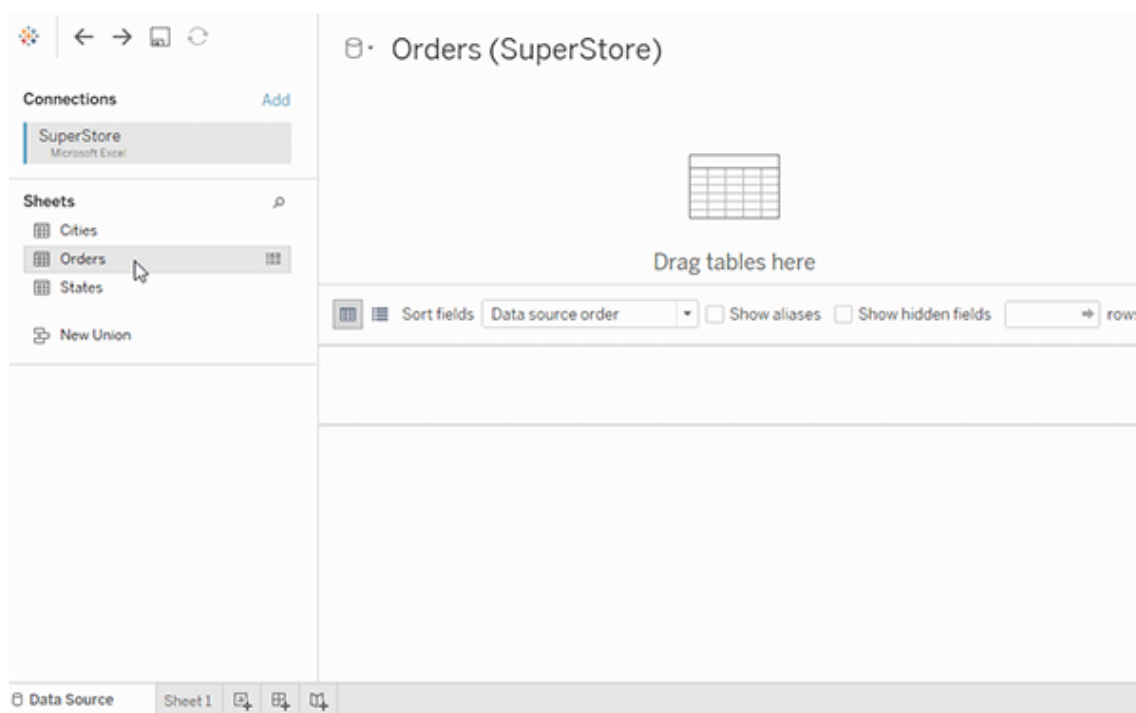 Orders (SuperStore)
Connections
Add
SuperStore
Microsoft Excel
Sheets
Cities
Orders
States
New Union
Drag tables here
Sort fields
Data source order
Show aliases
Show hidden fields
rows
Data Source
Sheet 1